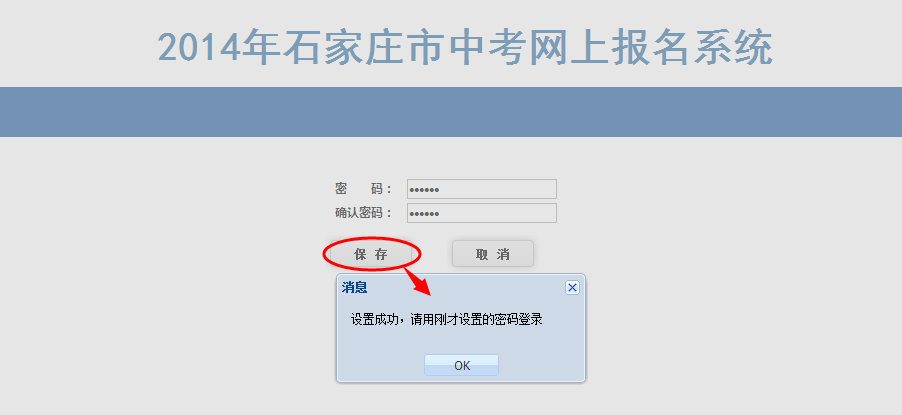 2014年石家庄市中考网上报名系统
密 码： ••••••
确认密码： ••••••
保 存 取 消
消息
设置成功，请用刚才设置的密码登录
OK